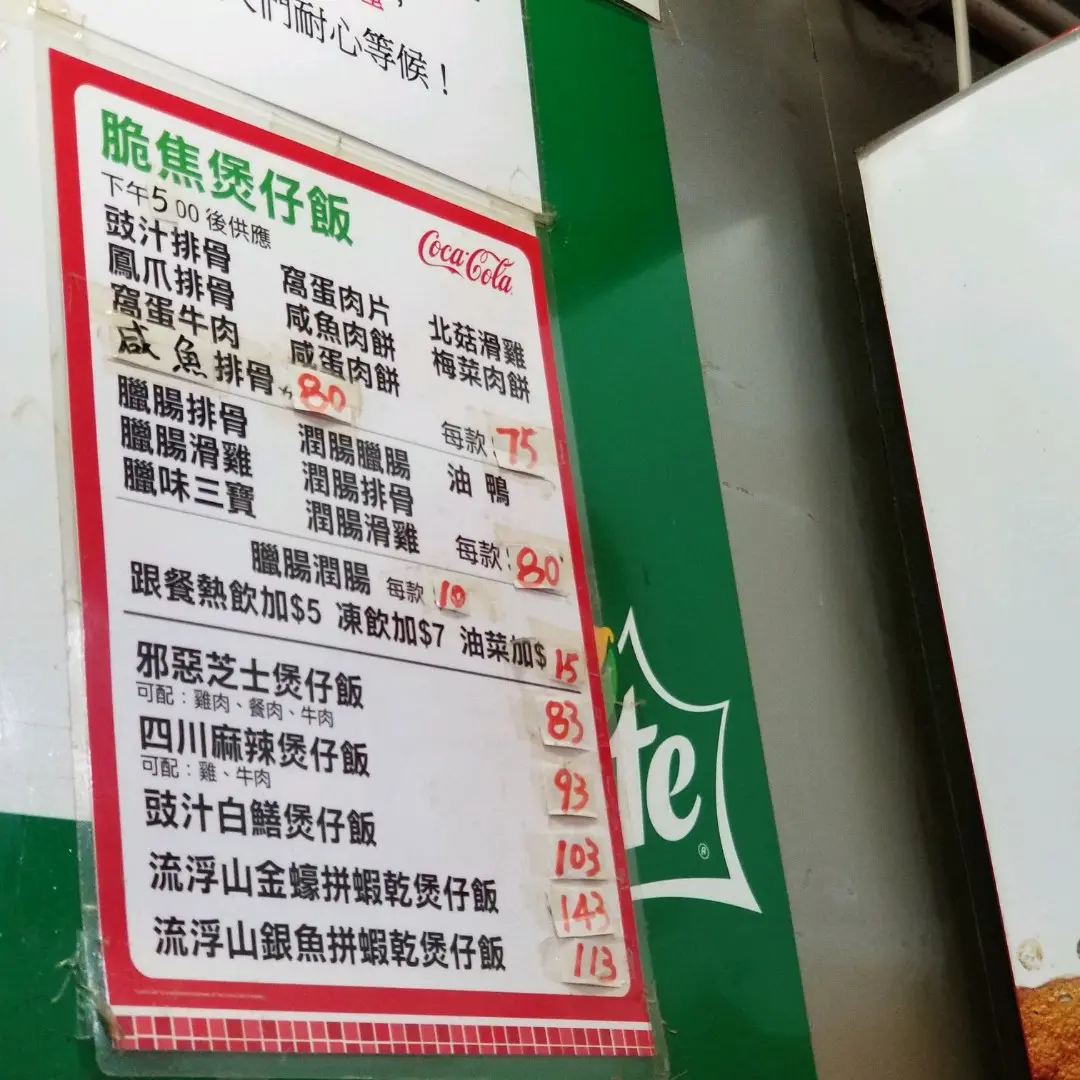 們耐心等候！
脆焦煲仔飯
下午5 00 後供應
Coca-Cola
豉汁排骨
鳳爪排骨 窩蛋肉片
窩蛋牛肉 咸魚肉餅 北菇滑雞
咸魚排骨 80 咸蛋肉餅 梅菜肉餅
每款: 75
臘腸排骨
臘腸滑雞 潤腸臘腸 油鴨
臘味三寶 潤腸排骨
潤腸滑雞 每款: 80
臘腸潤腸 每款 10
跟餐熱飲加$5 凍飲加$7 油菜加$15
邪惡芝士煲仔飯 83
可配：雞肉、餐肉、牛肉
四川麻辣煲仔飯 93
可配：雞、牛肉
豉汁白鱔煲仔飯 103
流浮山金蠔拼蝦乾煲仔飯 143
流浮山銀魚拼蝦乾煲仔飯 113
te
®